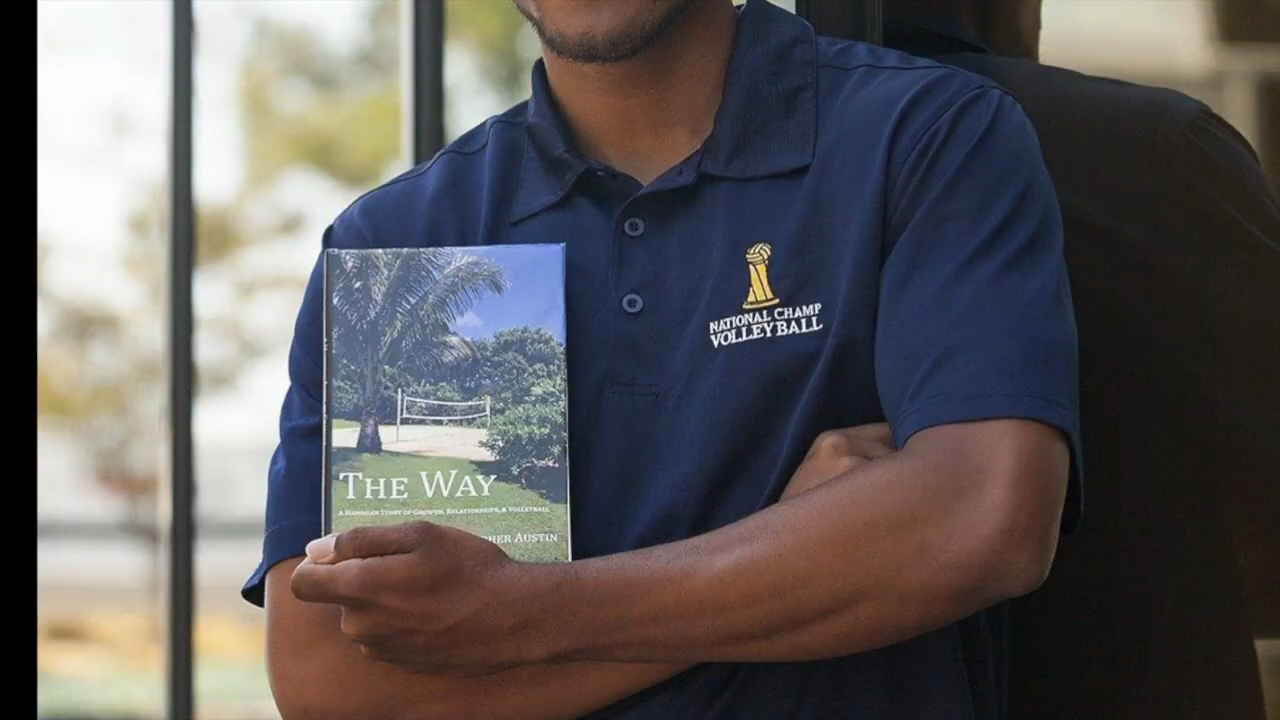 NATIONAL CHAMP
VOLLEYBALL
THE WAY
A HAWAIIAN STORY OF GROWTH, RELATIONSHIPS, & VOLLEYBALL
AUSTIN